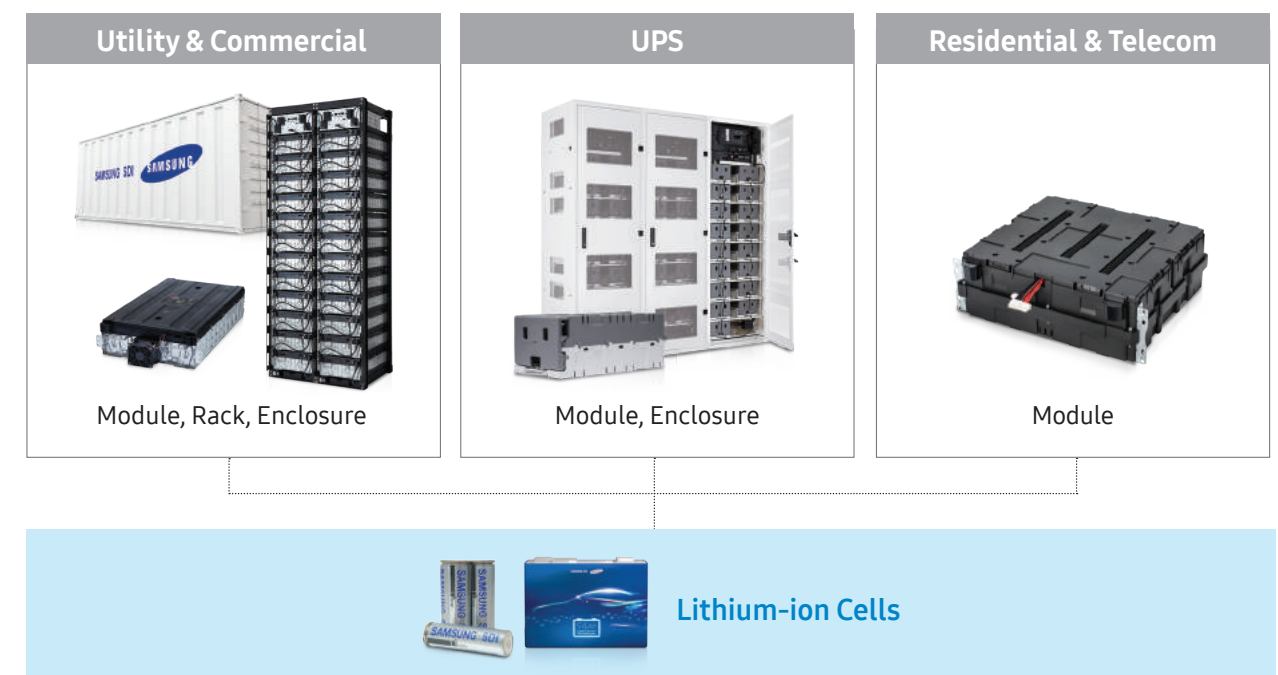 Utility & Commercial
UPS
Residential & Telecom
SAMSUNG SDI
SAMSUNG
Module, Rack, Enclosure
Module, Enclosure
Module
SAMSUNG SDI
SAMSUNG SDI
Lithium-ion Cells